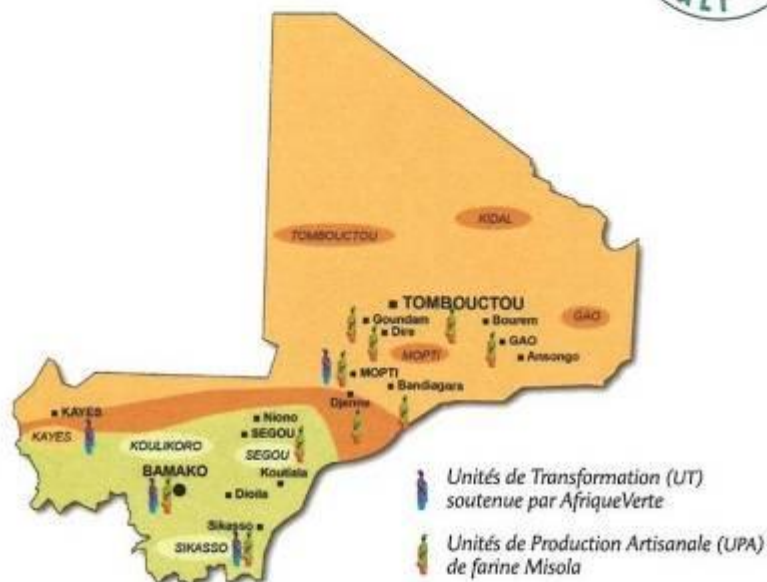 KIDAL
TOMBOUCTOU
TOMBOUCTOU
Goundam
Bourem
GAO
Dire
GAO
MOPTI
Ansongo
MOPTI
Bandiagara
Djenne
KAYES
Niono
KAYES
SEGOU
KOULIKORO
SEGOU
BAMAKO
Koutiala
Dioila
Sikasso
SIKASSO
Unités de Transformation (UT)
soutenue par AfriqueVerte
Unités de Production Artisanale (UPA)
de farine Misola